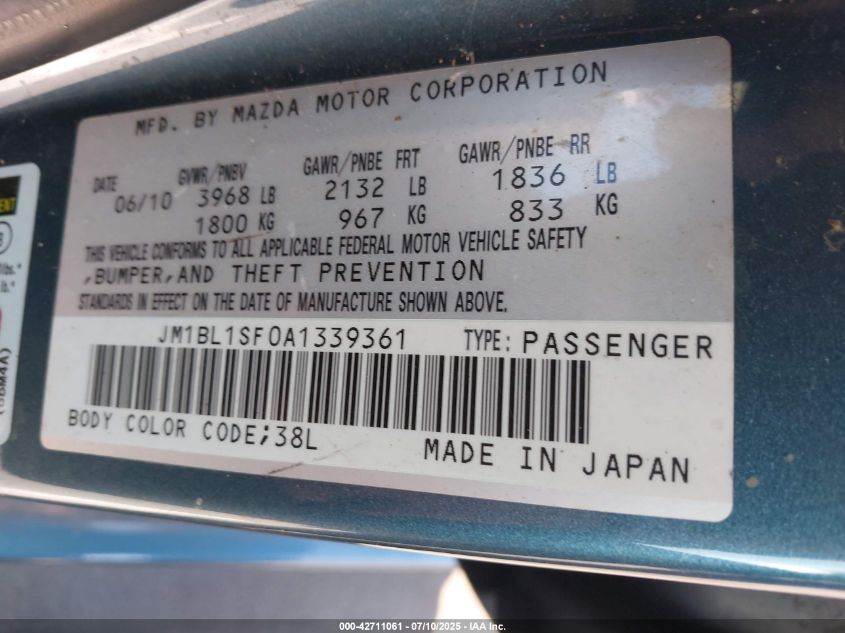 MFD. BY MAZDA MOTOR CORPORATION
DATE GVWR/PNBV GAWR/PNBE FRT GAWR/PNBE RR
06/10 3968 LB 2132 LB 1836 LB
1800 KG 967 KG 833 KG
THIS VEHICLE CONFORMS TO ALL APPLICABLE FEDERAL MOTOR VEHICLE SAFETY
,BUMPER,AND THEFT PREVENTION
STANDARDS IN EFFECT ON THE DATE OF MANUFACTURE SHOWN ABOVE.
JM1BL1SF0A1339361 TYPE: PASSENGER
BODY COLOR CODE;38L
MADE IN JAPAN
(BBM4A)
000-42711061 - 07/10/2025 - IAA Inc.